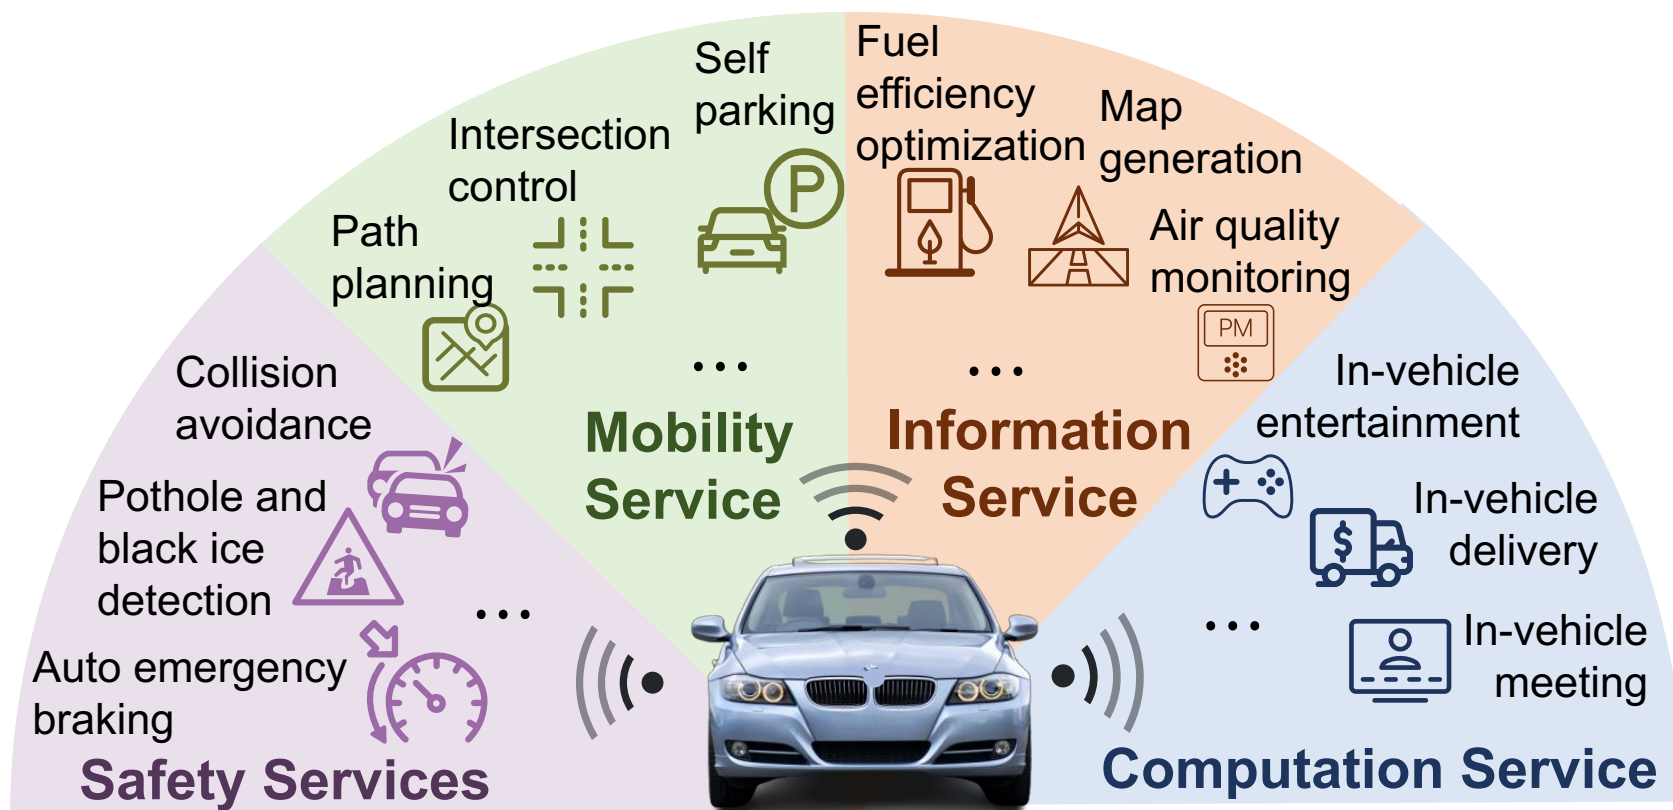 Self
parking
Intersection
control
Path
planning
P
Mobility
Service
...
Fuel
efficiency
optimization
Map
generation
Air quality
monitoring
PM
...
Information
Service
Collision
avoidance
Pothole and
black ice
detection
...
Auto emergency
braking
Safety Services
In-vehicle
entertainment
In-vehicle
delivery
$
...
In-vehicle
meeting
Computation Service